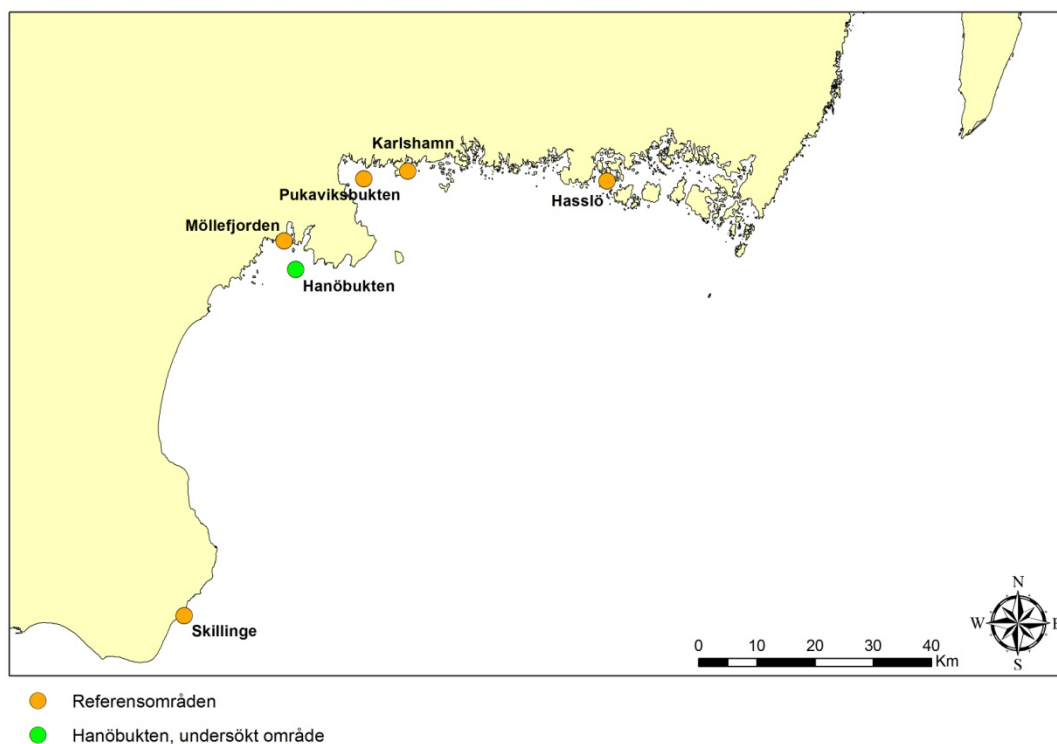 Karlshamn
Pukaviksbukten
Hasslö
Möllefjorden
Hanöbukten
Skillinge
N
W E
S
0 10 20 30 40
Km
Referensområden
Hanöbukten, undersökt område